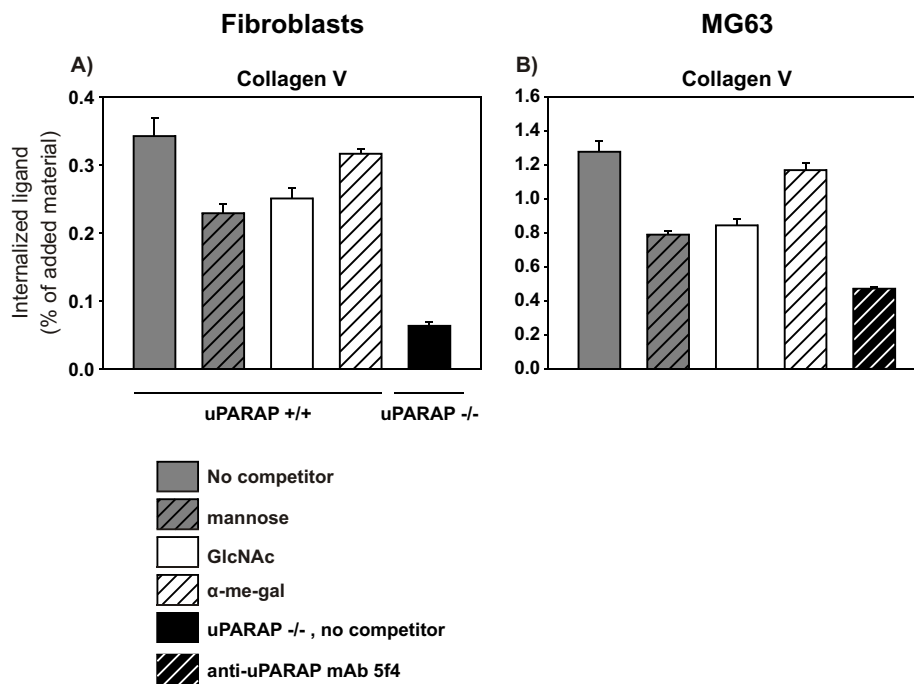 Fibroblasts
MG63
A)
B)
Collagen V
Collagen V
Internalized ligand
(% of added material)
0.4
0.3
0.2
0.1
0.0
1.6
1.4
1.2
1.0
0.8
0.6
0.4
0.2
0.0
uPARAP +/+
uPARAP -/-
No competitor
mannose
GlcNAc
α-me-gal
uPARAP -/- , no competitor
anti-uPARAP mAb 5f4